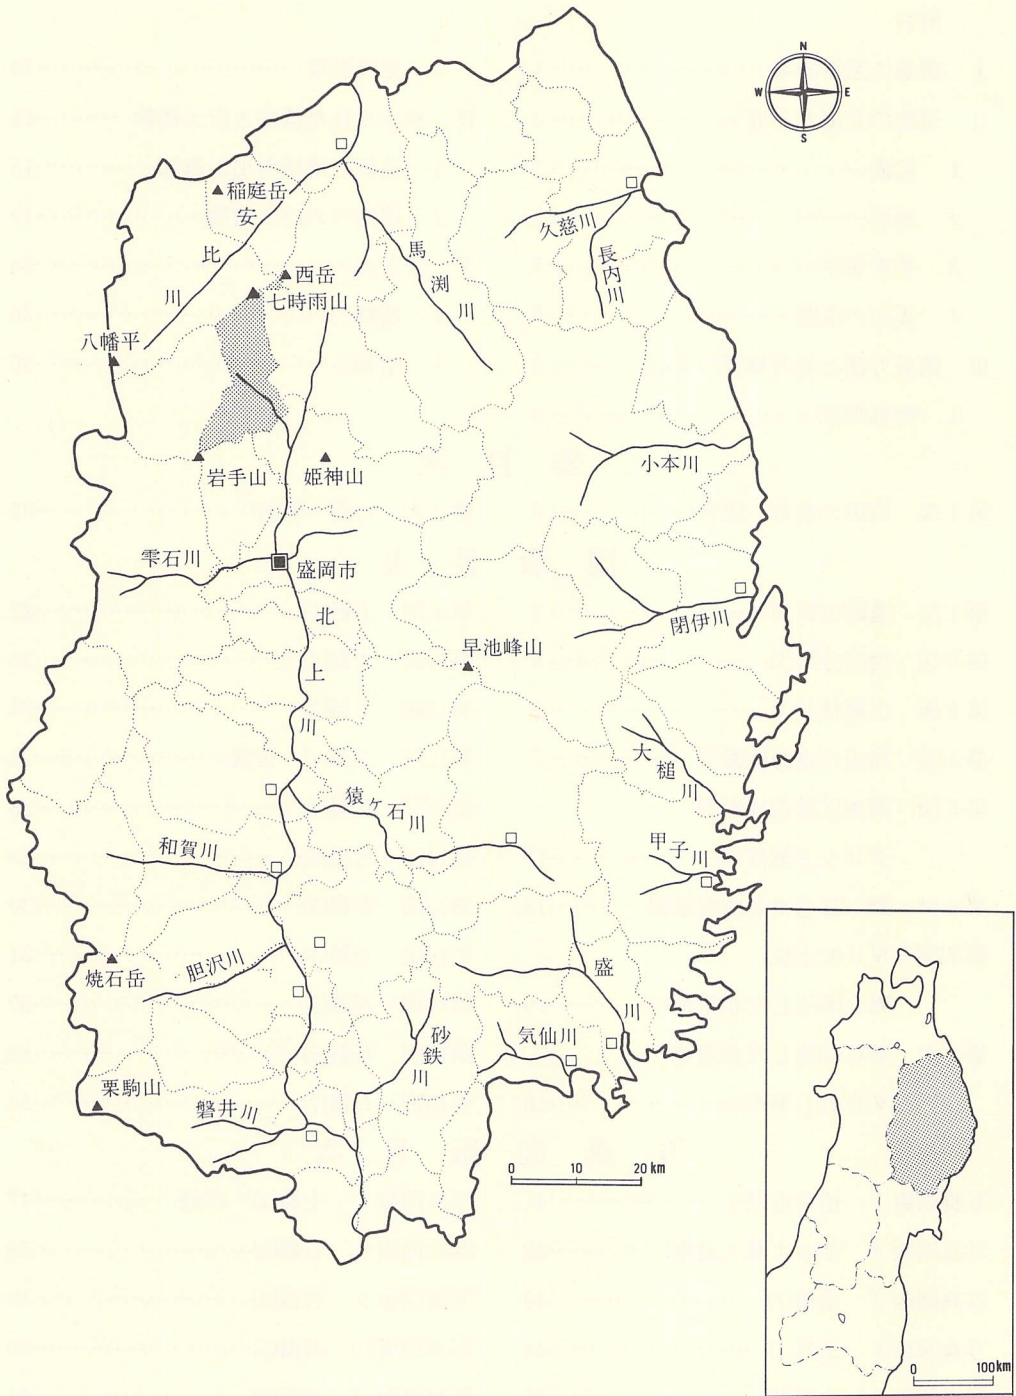 N
W E
S
稲庭岳
安比川
西岳
七時雨山
八幡平
馬渕川
久慈川
長内川
岩手山
姫神山
小本川
雫石川
盛岡市
北上川
早池峰山
閉伊川
大槌川
猿ヶ石川
和賀川
甲子川
焼石岳
胆沢川
盛川
砂鉄川
気仙川
栗駒山
磐井川
0 10 20 km
0 100km